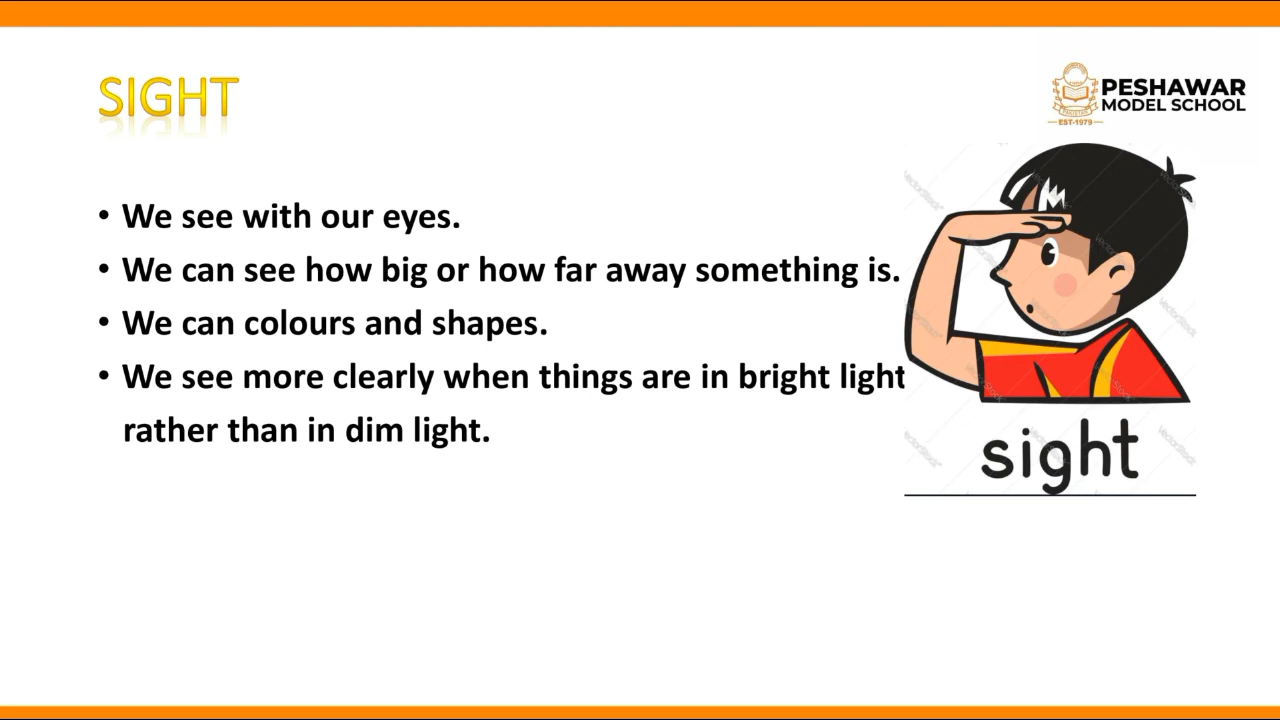 SIGHT
PESHAWAR
MODEL SCHOOL
EST-1979
• We see with our eyes.
• We can see how big or how far away something is.
• We can colours and shapes.
• We see more clearly when things are in bright light
rather than in dim light.
sight